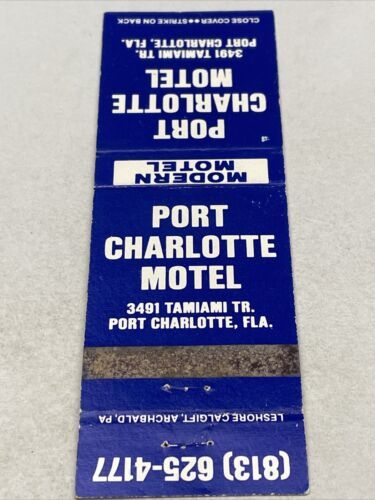 CLOSE COVER●●STRIKE ON BACK
PORT
CHARLOTTE
MOTEL
3491 TAMIAMI TR.
PORT CHARLOTTE, FLA.
MODERN
MOTEL
PORT
CHARLOTTE
MOTEL
3491 TAMIAMI TR.
PORT CHARLOTTE, FLA.
LESHORE CALGIFT, ARCHBALD, PA
(813) 625-4177